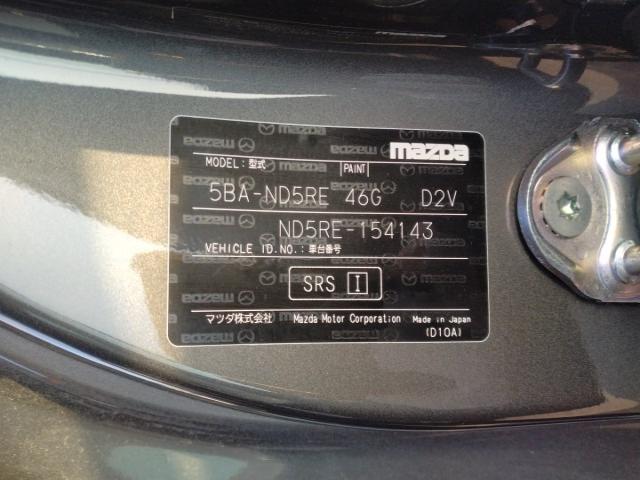 mazda
MODEL: 型式 PAINT
5BA-ND5RE 46G D2V
ND5RE-154143
VEHICLE ID.NO.: 車台番号
SRS I
マツダ株式会社 Mazda Motor Corporation Made in Japan
(D10A)